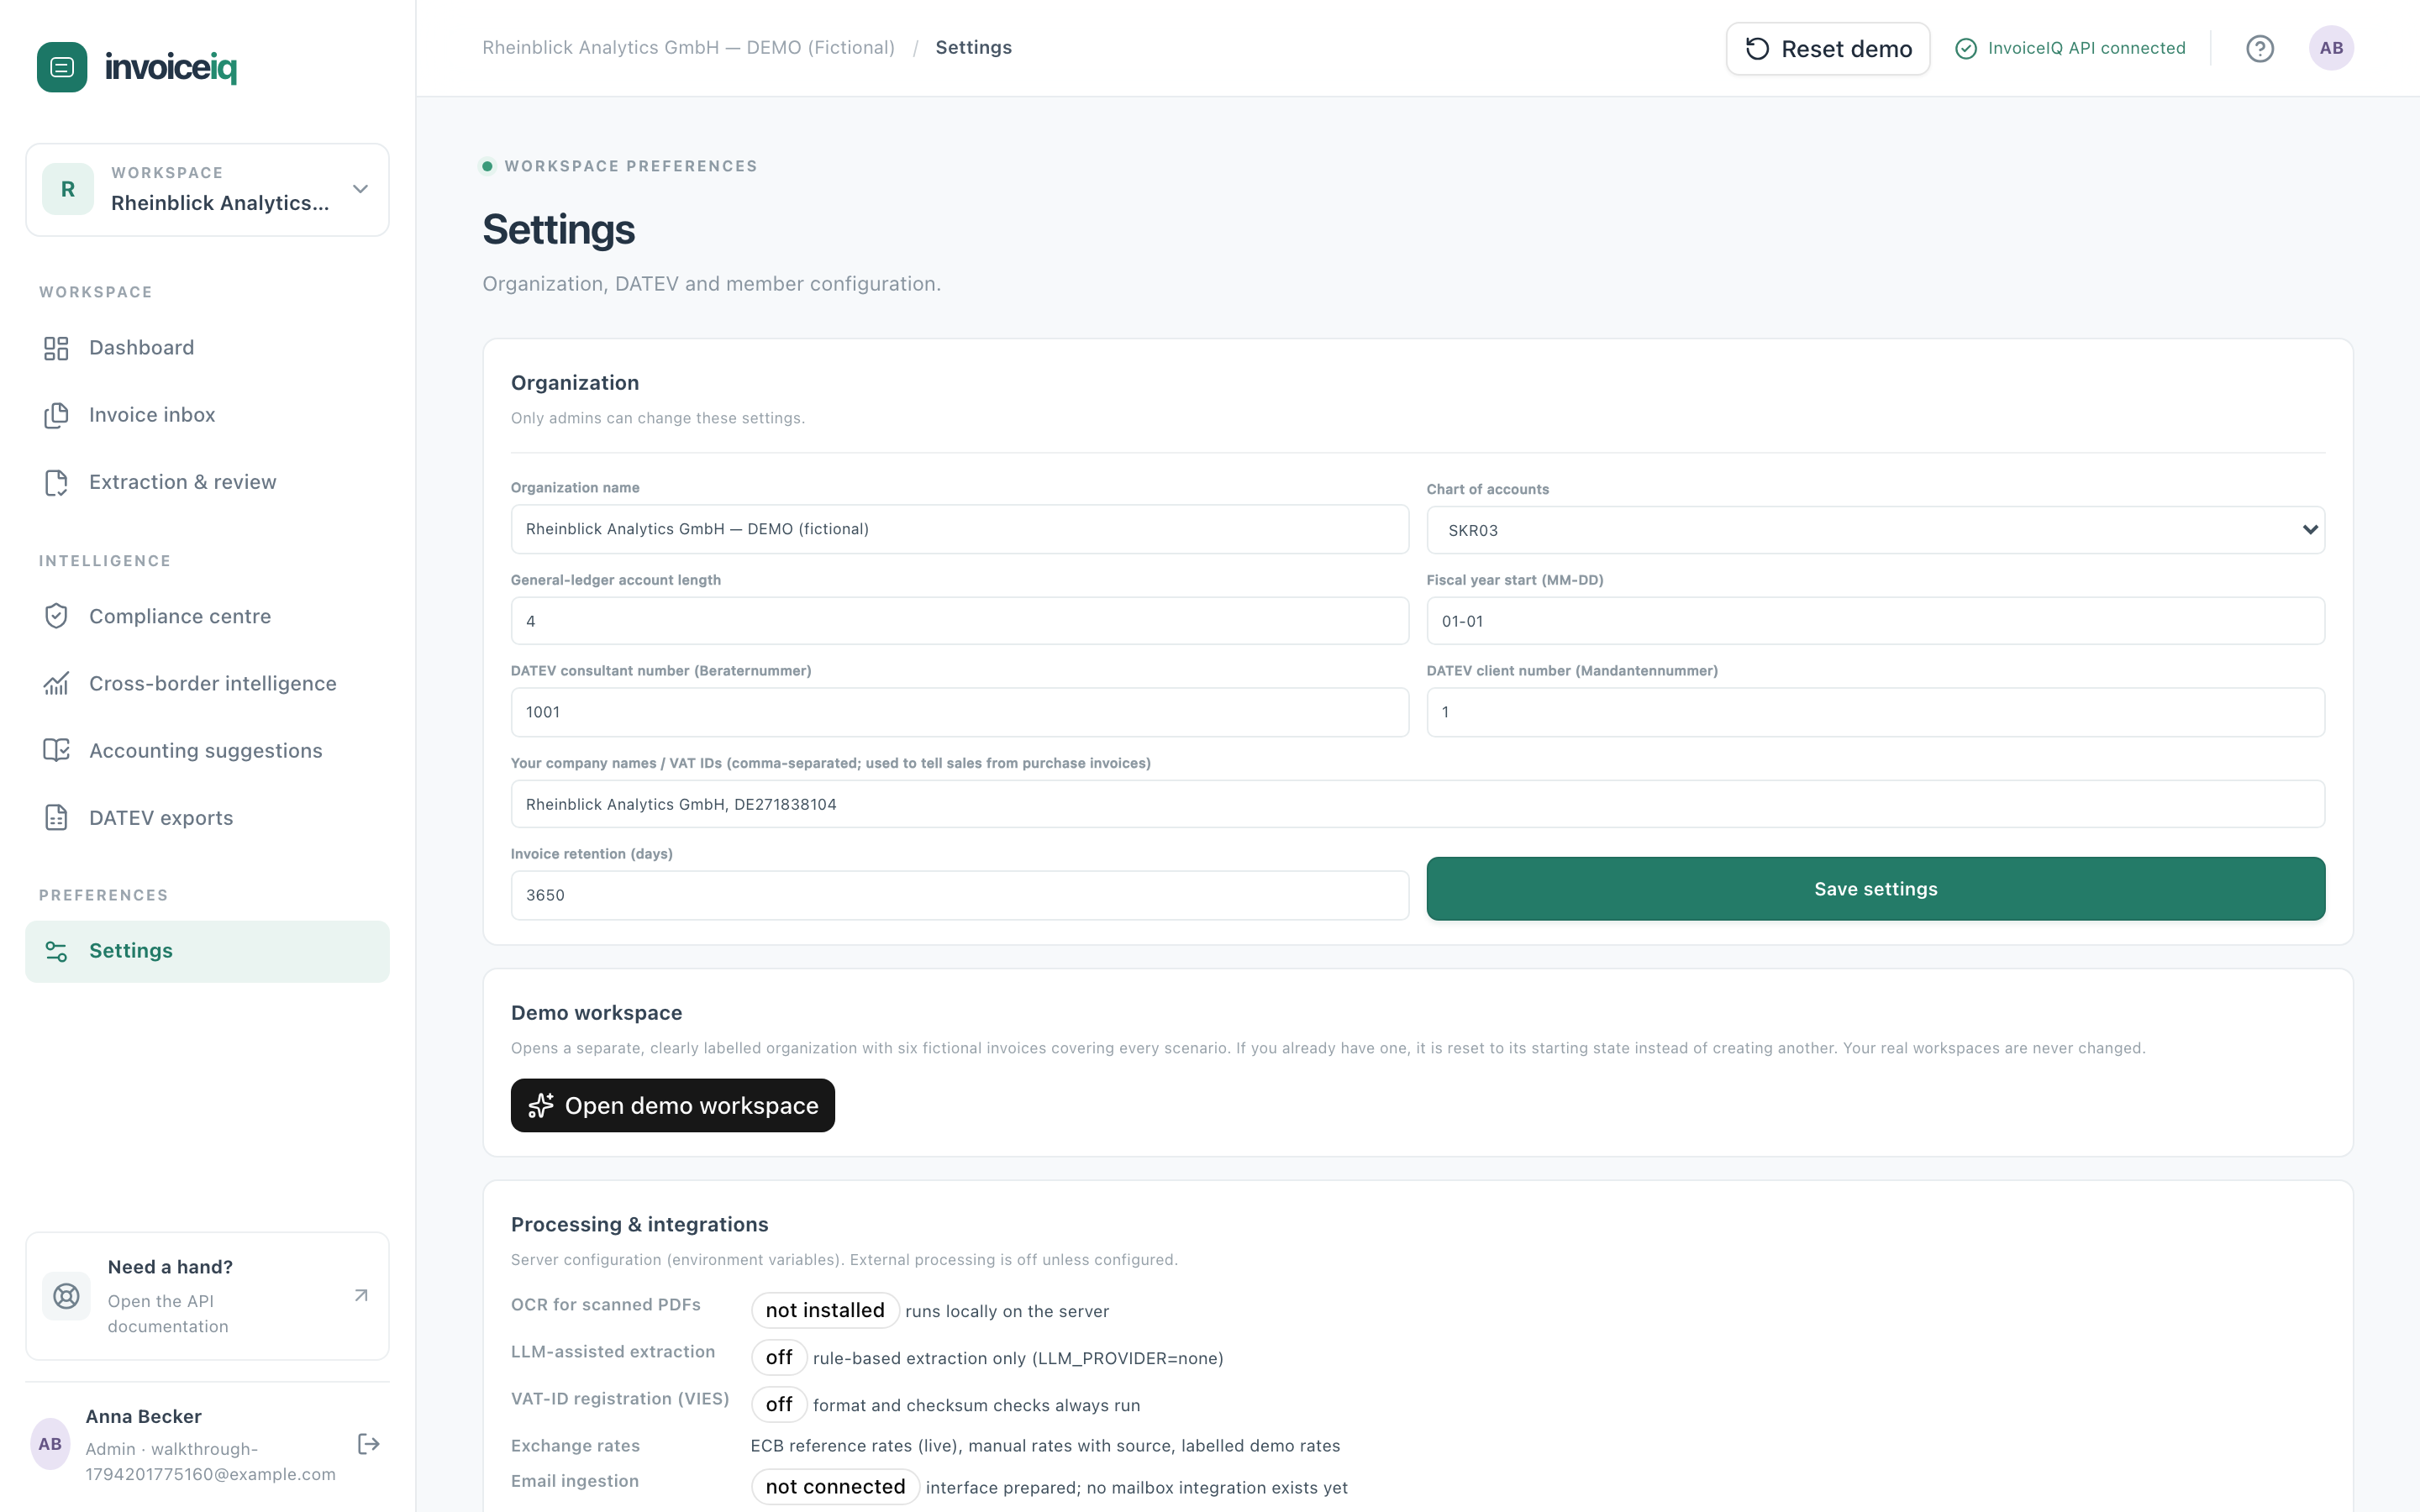 invoiceiq
WORKSPACE
R
Rheinblick Analytics...
WORKSPACE
Dashboard
Invoice inbox
Extraction & review
INTELLIGENCE
Compliance centre
Cross-border intelligence
Accounting suggestions
DATEV exports
PREFERENCES
Settings
Need a hand?
Open the API
documentation
AB
Anna Becker
Admin · walkthrough-
1794201775160@example.com
Rheinblick Analytics GmbH — DEMO (Fictional) / Settings
Reset demo
InvoiceIQ API connected
AB
WORKSPACE PREFERENCES
Settings
Organization, DATEV and member configuration.
Organization
Only admins can change these settings.
Organization name
Rheinblick Analytics GmbH — DEMO (fictional)
Chart of accounts
SKR03
General-ledger account length
4
Fiscal year start (MM-DD)
01-01
DATEV consultant number (Beraternummer)
1001
DATEV client number (Mandantennummer)
1
Your company names / VAT IDs (comma-separated; used to tell sales from purchase invoices)
Rheinblick Analytics GmbH, DE271838104
Invoice retention (days)
3650
Save settings
Demo workspace
Opens a separate, clearly labelled organization with six fictional invoices covering every scenario. If you already have one, it is reset to its starting state instead of creating another. Your real workspaces are never changed.
Open demo workspace
Processing & integrations
Server configuration (environment variables). External processing is off unless configured.
OCR for scanned PDFs not installed runs locally on the server
LLM-assisted extraction off rule-based extraction only (LLM_PROVIDER=none)
VAT-ID registration (VIES) off format and checksum checks always run
Exchange rates ECB reference rates (live), manual rates with source, labelled demo rates
Email ingestion not connected interface prepared; no mailbox integration exists yet